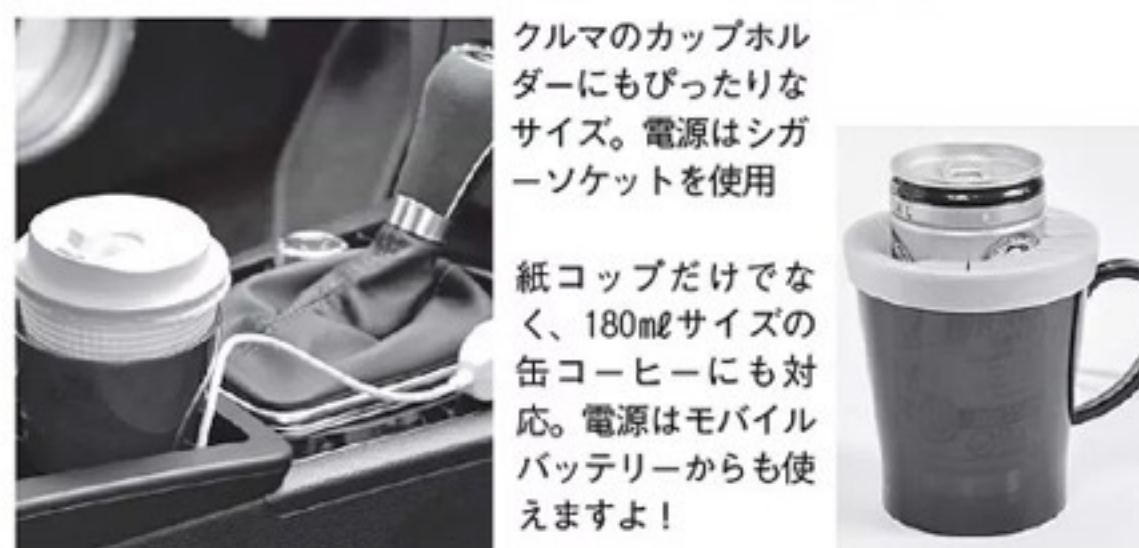 クルマのカップホル
ダーにもぴったりな
サイズ。電源はシガ
ーソケットを使用
紙コップだけでな
く、180mℓサイズの
缶コーヒーにも対
応。電源はモバイル
バッテリーからも使
えますよ！